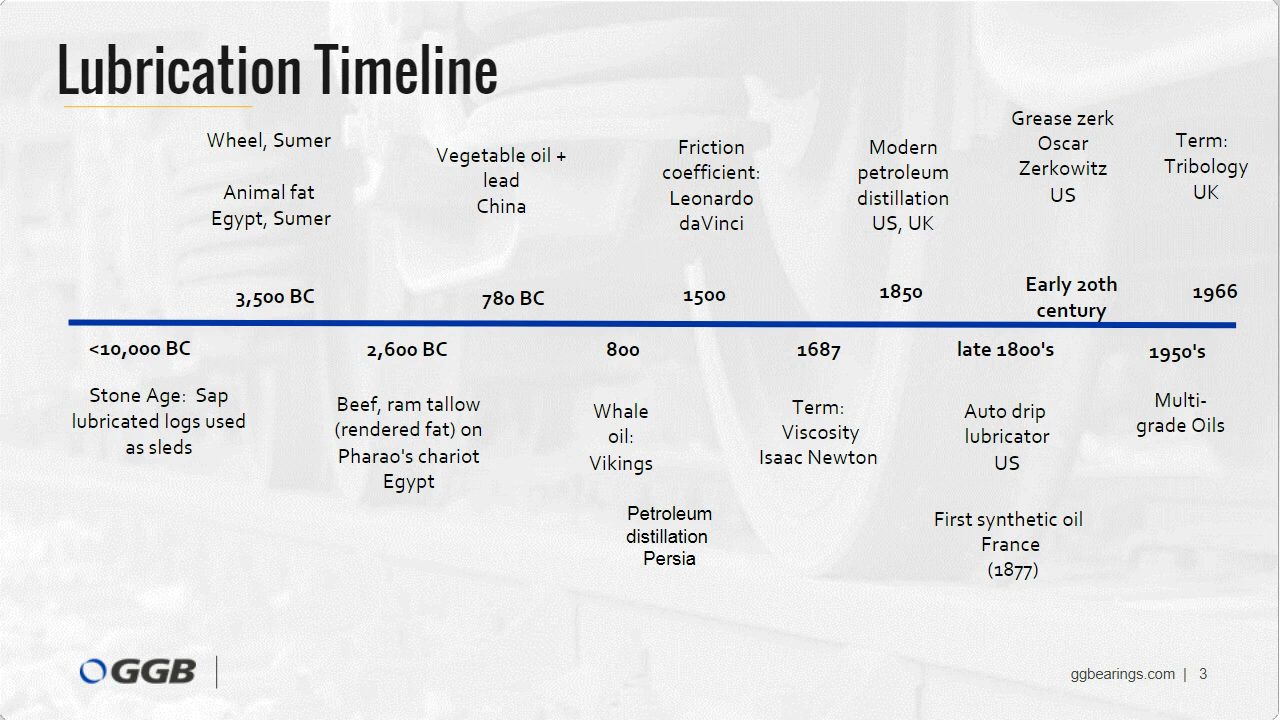 Lubrication Timeline
Wheel, Sumer
Animal fat
Egypt, Sumer
3,500 BC
Vegetable oil +
lead
China
780 BC
Friction
coefficient:
Leonardo
daVinci
1500
Modern
petroleum
distillation
US, UK
1850
Grease zerk
Oscar
Zerkowitz
US
Early 20th
century
Term:
Tribology
UK
1966
<10,000 BC
Stone Age:  Sap
lubricated logs used
as sleds
2,600 BC
Beef, ram tallow
(rendered fat) on
Pharao's chariot
Egypt
800
Whale
oil:
Vikings
Petroleum
distillation
Persia
1687
Term:
Viscosity
Isaac Newton
late 1800's
Auto drip
lubricator
US
First synthetic oil
France
(1877)
1950's
Multi-
grade Oils
GGB
ggbearings.com | 3